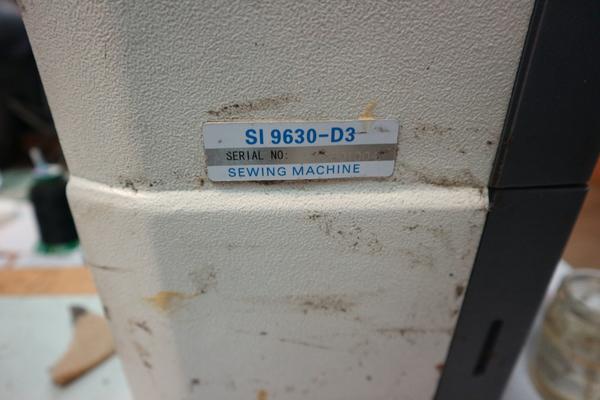 SI 9630-D3
SERIAL NO:
SEWING MACHINE